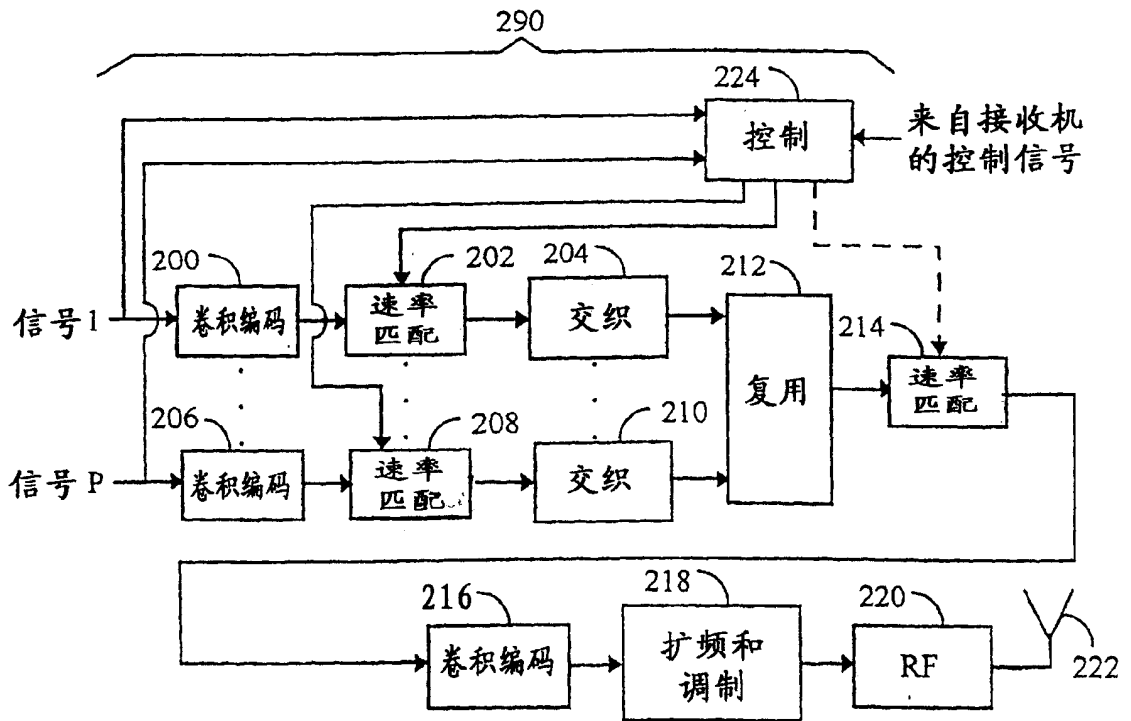 290
224
控制
来自接收机
的控制信号
200
202
204
212
信号1
卷积编码
速率
匹配
交织
复用
214
速率
匹配
206
208
210
信号P
卷积编码
速率
匹配
交织
216
218
220
222
卷积编码
扩频和
调制
RF